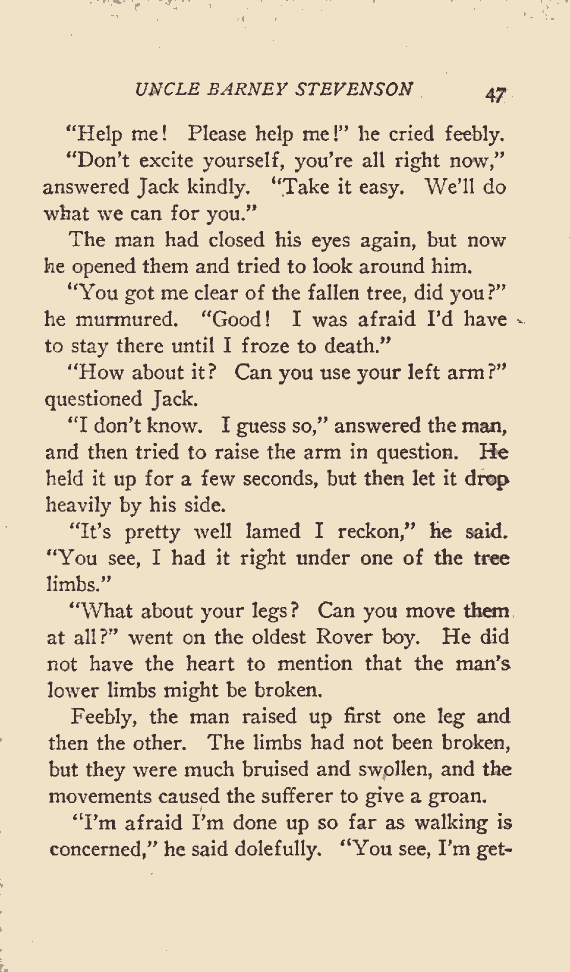 UNCLE BARNEY STEVENSON 47
“Help me! Please help me!” he cried feebly.
“Don't excite yourself, you're all right now,”
answered Jack kindly. “Take it easy. We'll do
what we can for you.”
The man had closed his eyes again, but now
he opened them and tried to look around him.
“You got me clear of the fallen tree, did you?”
he murmured. “Good! I was afraid I'd have
to stay there until I froze to death.”
“How about it? Can you use your left arm?”
questioned Jack.
“I don't know. I guess so,” answered the man,
and then tried to raise the arm in question. He
held it up for a few seconds, but then let it drop
heavily by his side.
“It's pretty well lamed I reckon,” he said.
“You see, I had it right under one of the tree
limbs.”
“What about your legs? Can you move them
at all?” went on the oldest Rover boy. He did
not have the heart to mention that the man's
lower limbs might be broken.
Feebly, the man raised up first one leg and
then the other. The limbs had not been broken,
but they were much bruised and swollen, and the
movements caused the sufferer to give a groan.
“I'm afraid I'm done up so far as walking is
concerned,” he said dolefully. “You see, I'm get-